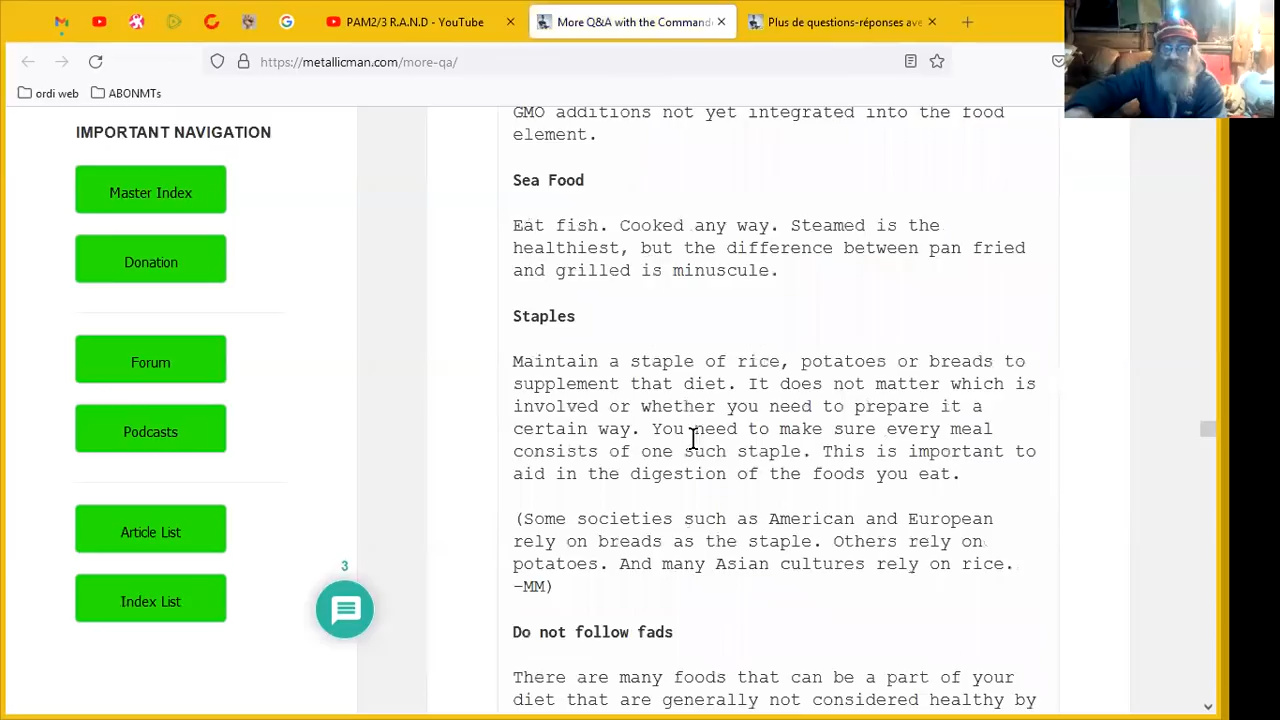 PAM2/3 R.A.N.D - YouTube
More Q&A with the Command
Plus de questions-réponses ave
https://metallicman.com/more-qa/
ordi web
ABONMTs
IMPORTANT NAVIGATION
Master Index
Donation
Forum
Podcasts
Article List
Index List
3
GMO additions not yet integrated into the food
element.
Sea Food
Eat fish. Cooked any way. Steamed is the
healthiest, but the difference between pan fried
and grilled is minuscule.
Staples
Maintain a staple of rice, potatoes or breads to
supplement that diet. It does not matter which is
involved or whether you need to prepare it a
certain way. You need to make sure every meal
consists of one such staple. This is important to
aid in the digestion of the foods you eat.
(Some societies such as American and European
rely on breads as the staple. Others rely on
potatoes. And many Asian cultures rely on rice.
-MM)
Do not follow fads
There are many foods that can be a part of your
diet that are generally not considered healthy by